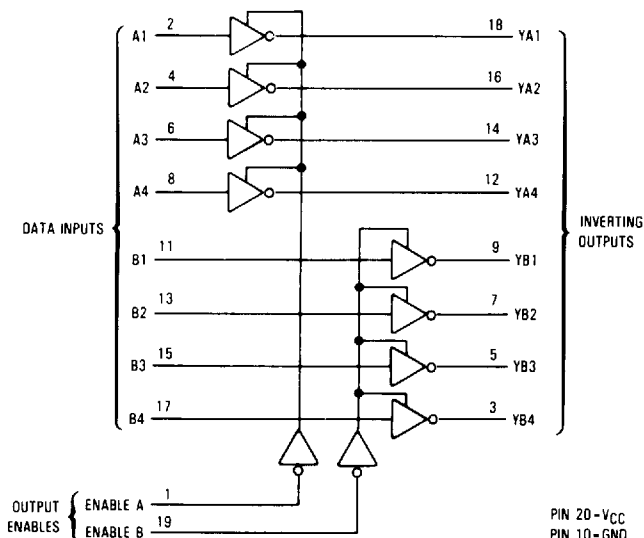 A1 2 18 YA1
A2 4 16 YA2
A3 6 14 YA3
A4 8 12 YA4
DATA INPUTS
INVERTING
OUTPUTS
B1 11 9 YB1
B2 13 7 YB2
B3 15 5 YB3
B4 17 3 YB4
OUTPUT
ENABLES
ENABLE A 1
ENABLE B 19
PIN 20-VCC
PIN 10-GND